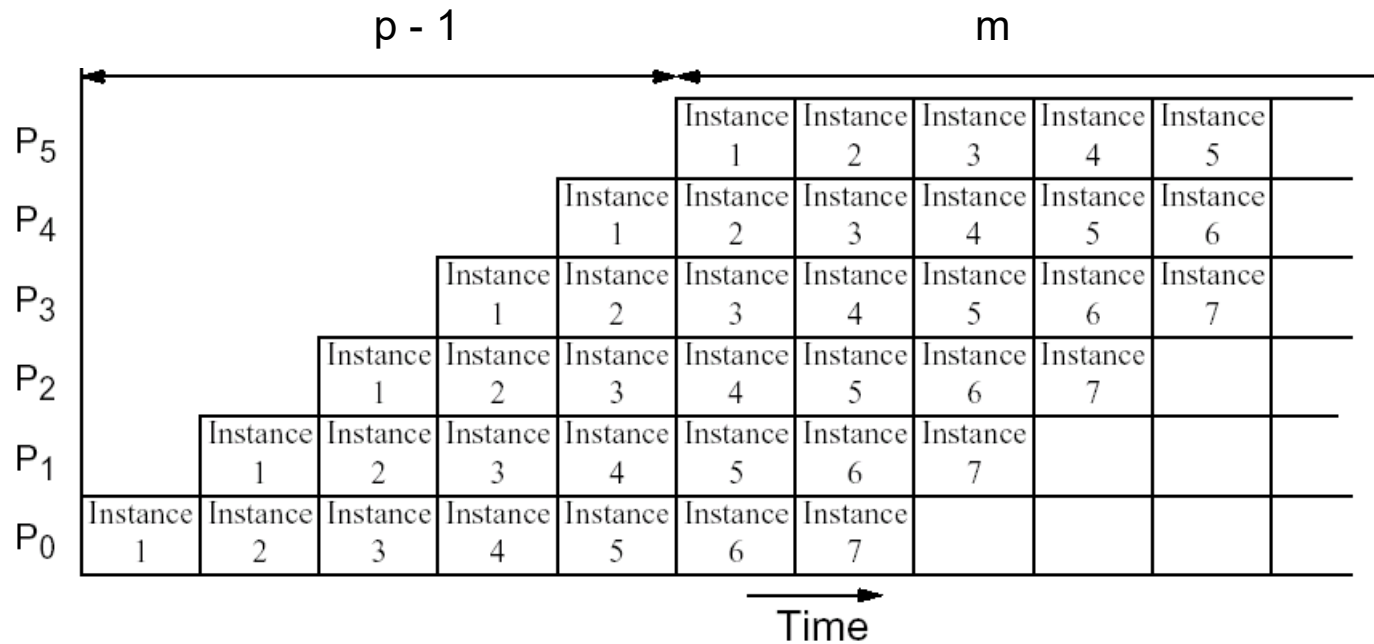 p - 1 m
P5 Instance Instance Instance Instance Instance
1 2 3 4 5
P4 Instance Instance Instance Instance Instance Instance
1 2 3 4 5 6
P3 Instance Instance Instance Instance Instance Instance Instance
1 2 3 4 5 6 7
P2 Instance Instance Instance Instance Instance Instance Instance
1 2 3 4 5 6 7
P1 Instance Instance Instance Instance Instance Instance Instance
1 2 3 4 5 6 7
P0 Instance Instance Instance Instance Instance Instance Instance
1 2 3 4 5 6 7
Time